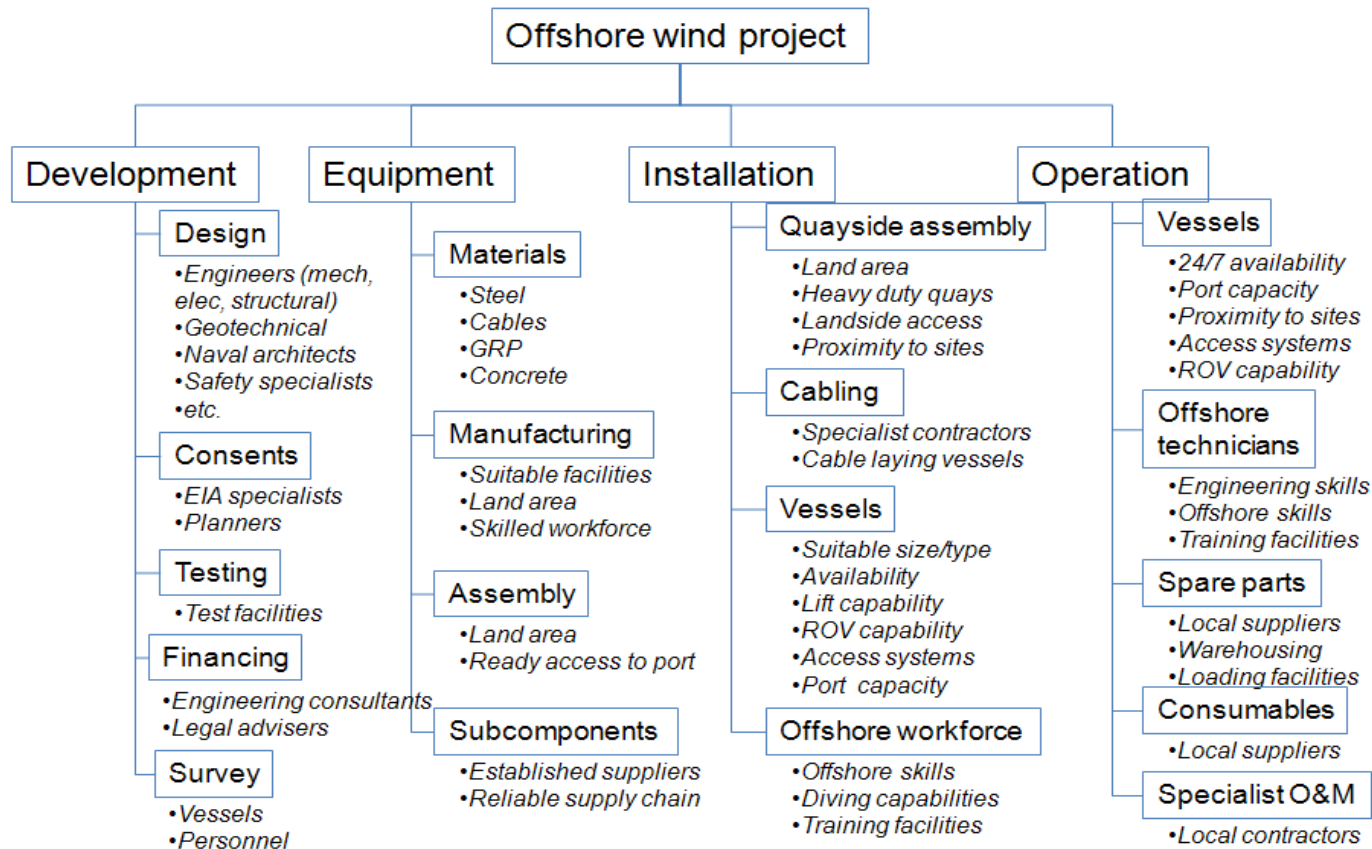 Offshore wind project
Development
Design
•Engineers (mech,
elec, structural)
•Geotechnical
•Naval architects
•Safety specialists
•etc.
Consents
•EIA specialists
•Planners
Testing
•Test facilities
Financing
•Engineering consultants
•Legal advisers
Survey
•Vessels
•Personnel
Equipment
Materials
•Steel
•Cables
•GRP
•Concrete
Manufacturing
•Suitable facilities
•Land area
•Skilled workforce
Assembly
•Land area
•Ready access to port
Subcomponents
•Established suppliers
•Reliable supply chain
Installation
Quayside assembly
•Land area
•Heavy duty quays
•Landside access
•Proximity to sites
Cabling
•Specialist contractors
•Cable laying vessels
Vessels
•Suitable size/type
•Availability
•Lift capability
•ROV capability
•Access systems
•Port capacity
Offshore workforce
•Offshore skills
•Diving capabilities
•Training facilities
Operation
Vessels
•24/7 availability
•Port capacity
•Proximity to sites
•Access systems
•ROV capability
Offshore
technicians
•Engineering skills
•Offshore skills
•Training facilities
Spare parts
•Local suppliers
•Warehousing
•Loading facilities
Consumables
•Local suppliers
Specialist O&M
•Local contractors